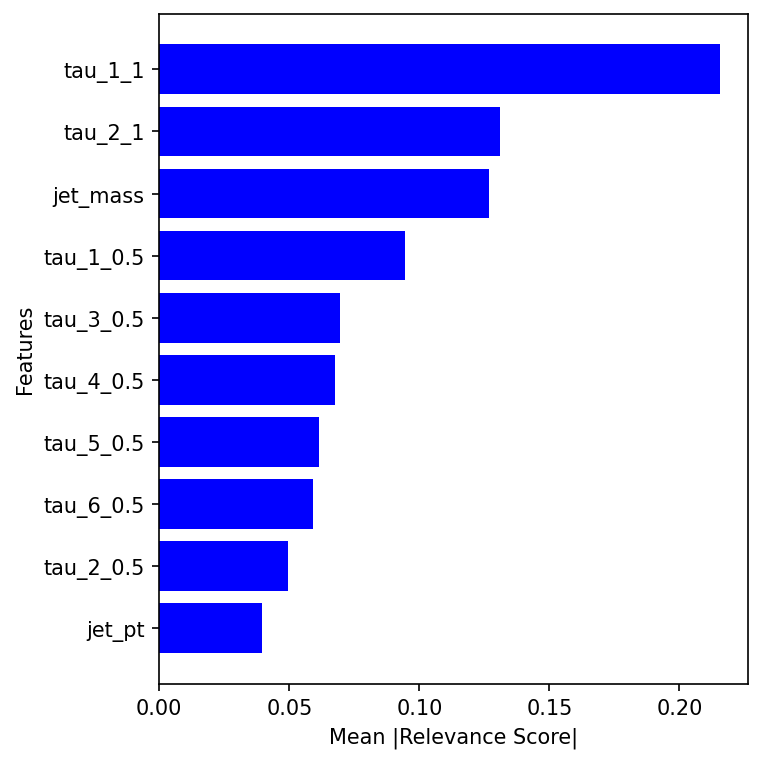 tau_1_1
tau_2_1
jet_mass
tau_1_0.5
tau_3_0.5
tau_4_0.5
tau_5_0.5
tau_6_0.5
tau_2_0.5
jet_pt
Features
0.00 0.05 0.10 0.15 0.20
Mean |Relevance Score|